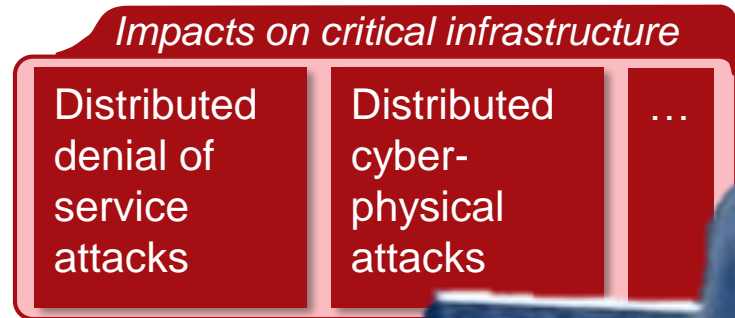 Impacts on critical infrastructure
Distributed
denial of
service
attacks
Distributed
cyber-
physical
attacks
…